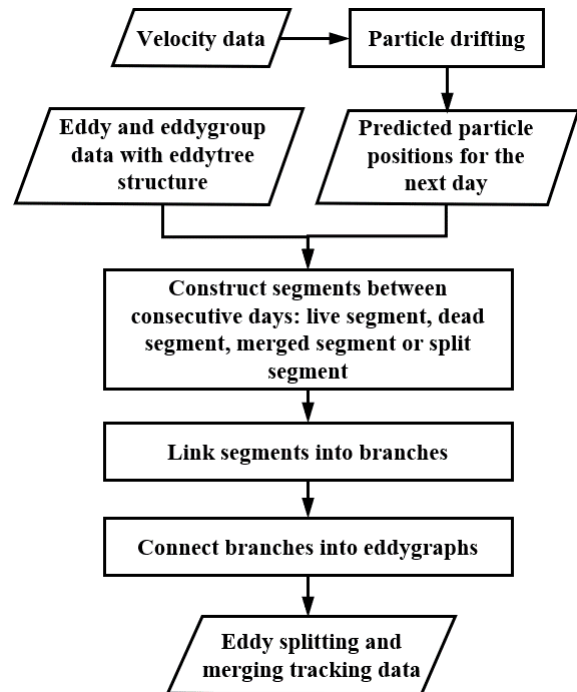 Velocity data
Particle drifting
Eddy and eddygroup
data with eddytree
structure
Predicted particle
positions for the
next day
Construct segments between
consecutive days: live segment, dead
segment, merged segment or split
segment
Link segments into branches
Connect branches into eddygraphs
Eddy splitting and
merging tracking data